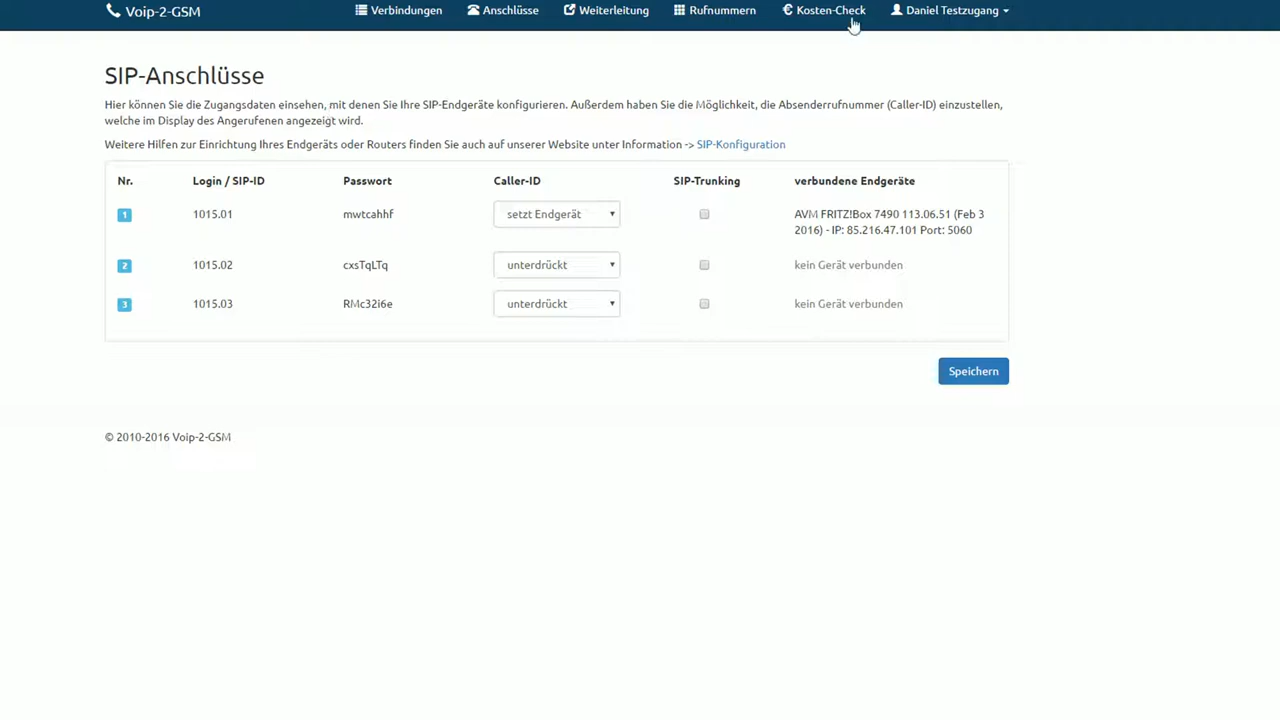 Voip-2-GSM Verbindungen Anschlüsse Weiterleitung Rufnummern € Kosten-Check Daniel Testzugang
SIP-Anschlüsse
Hier können Sie die Zugangsdaten einsehen, mit denen Sie Ihre SIP-Endgeräte konfigurieren. Außerdem haben Sie die Möglichkeit, die Absenderrufnummer (Caller-ID) einzustellen,
welche im Display des Angerufenen angezeigt wird.
Weitere Hilfen zur Einrichtung Ihres Endgeräts oder Routers finden Sie auch auf unserer Website unter Information -> SIP-Konfiguration
Nr. Login / SIP-ID Passwort Caller-ID SIP-Trunking verbundene Endgeräte
1 1015.01 mwtcahhf setzt Endgerät AVM FRITZ!Box 7490 113.06.51 (Feb 3
2016) - IP: 85.216.47.101 Port: 5060
2 1015.02 cxsTqLTq unterdrückt kein Gerät verbunden
3 1015.03 RMc32i6e unterdrückt kein Gerät verbunden
Speichern
© 2010-2016 Voip-2-GSM